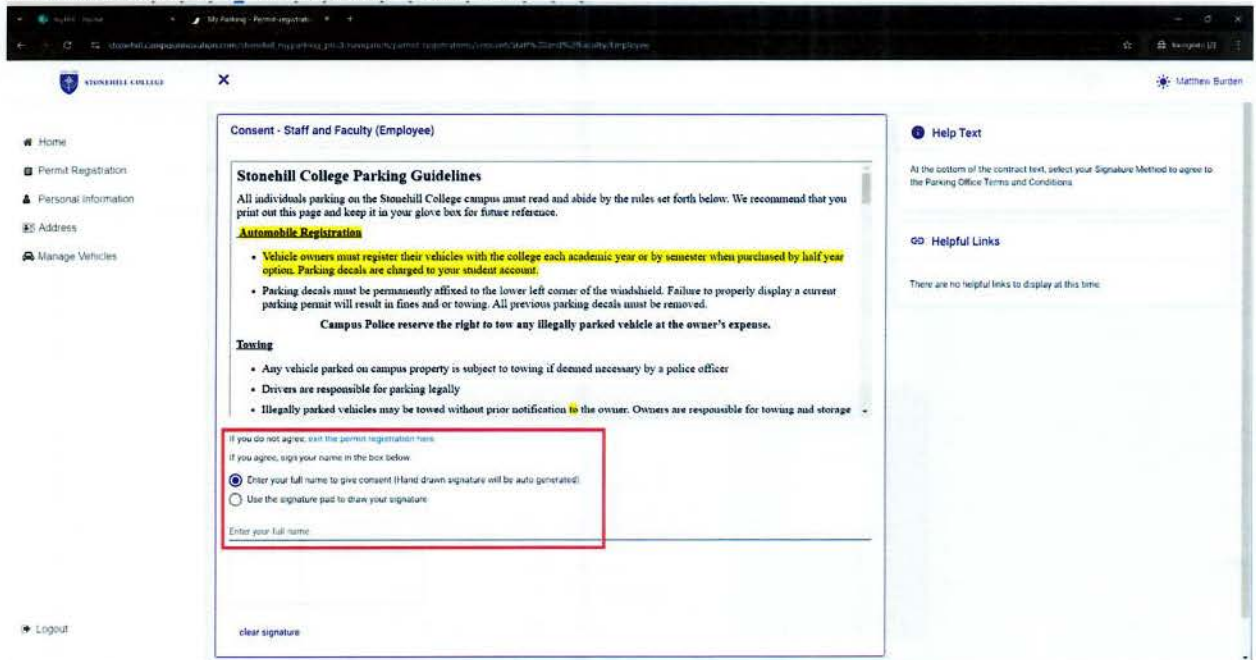 My Parking - Permit-registrati
STONEHILL COLLEGE
Matthew Burden
Home
Permit Registration
Personal Information
Address
Manage Vehicles
Logout
Consent - Staff and Faculty (Employee)
Stonehill College Parking Guidelines
All individuals parking on the Stonehill College campus must read and abide by the rules set forth below. We recommend that you
print out this page and keep it in your glove box for future reference.
Automobile Registration
• Vehicle owners must register their vehicles with the college each academic year or by semester when purchased by half year
option. Parking decals are charged to your student account.
• Parking decals must be permanently affixed to the lower left corner of the windshield. Failure to properly display a current
parking permit will result in fines and or towing. All previous parking decals must be removed.
Campus Police reserve the right to tow any illegally parked vehicle at the owner's expense.
Towing
• Any vehicle parked on campus property is subject to towing if deemed necessary by a police officer
• Drivers are responsible for parking legally
• Illegally parked vehicles may be towed without prior notification to the owner. Owners are responsible for towing and storage
If you do not agree, exit the permit registration here
If you agree, sign your name in the box below
Enter your full name to give consent (Hand drawn signature will be auto generated)
Use the signature pad to draw your signature
Enter your full name
clear signature
Help Text
At the bottom of the contract text, select your Signature Method to agree to
the Parking Office Terms and Conditions
Helpful Links
There are no helpful links to display at this time